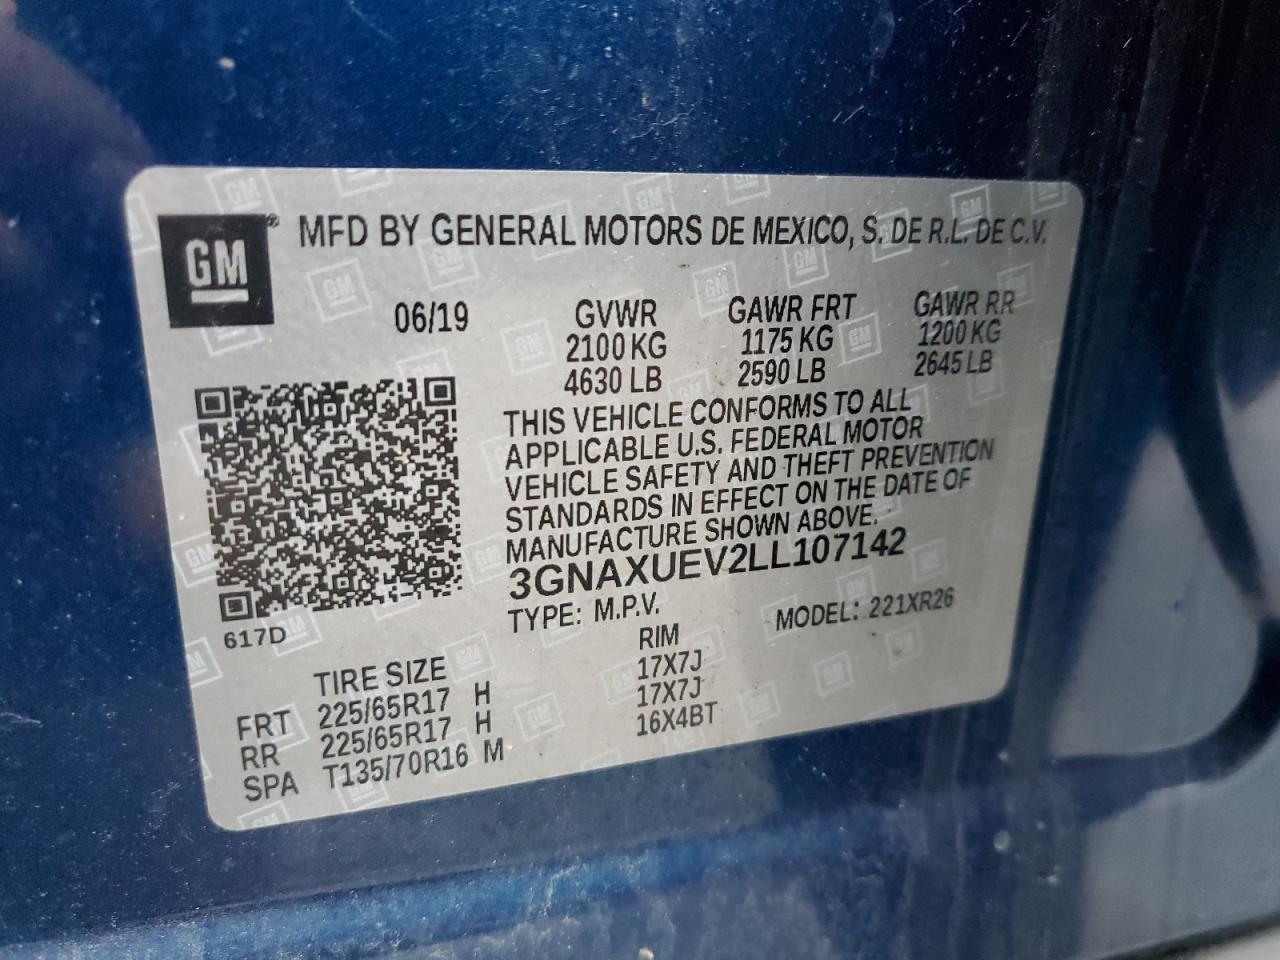 GM® MFD BY GENERAL MOTORS DE MEXICO, S. DE R.L. DE C.V.
06/19 GVWR GAWR FRT GAWR RR
2100 KG 1175 KG 1200 KG
4630 LB 2590 LB 2645 LB
THIS VEHICLE CONFORMS TO ALL
APPLICABLE U.S. FEDERAL MOTOR
VEHICLE SAFETY AND THEFT PREVENTION
STANDARDS IN EFFECT ON THE DATE OF
MANUFACTURE SHOWN ABOVE.
3GNAXUEV2LL107142
617D TYPE: M.P.V. MODEL: 221XR26
TIRE SIZE RIM
FRT 225/65R17 H 17X7J
RR 225/65R17 H 17X7J
SPA T135/70R16 M 16X4BT